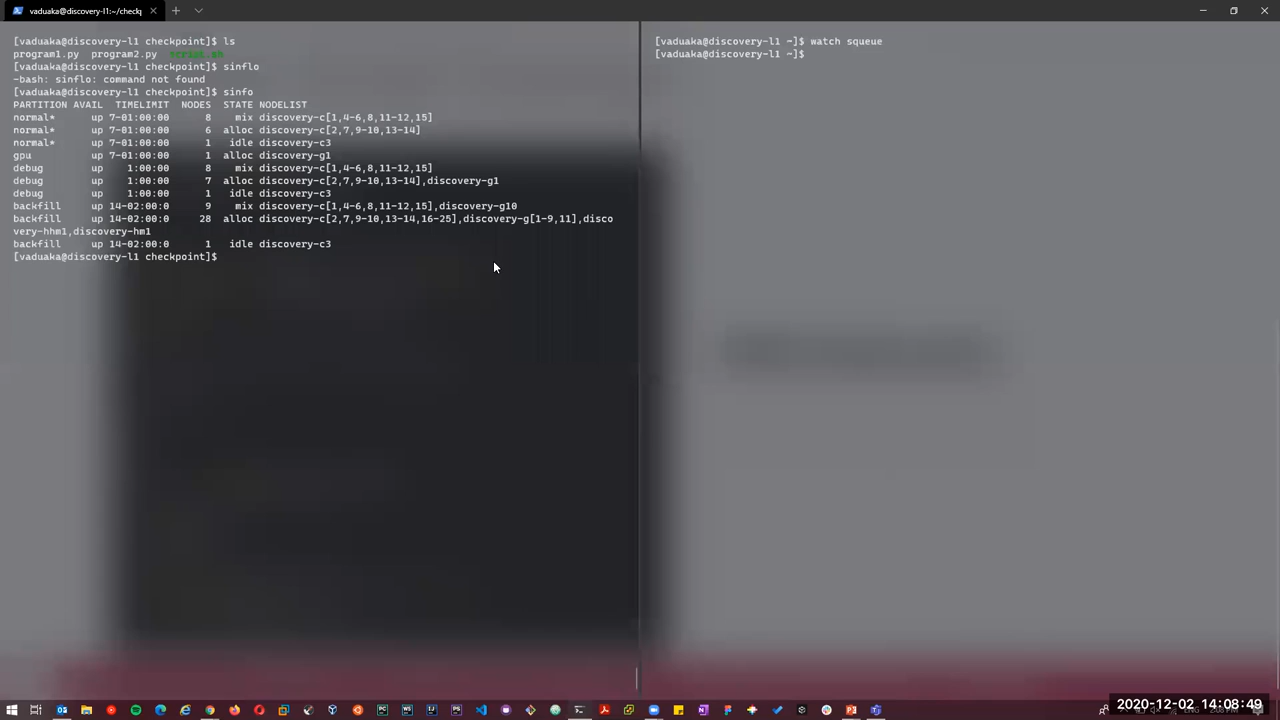 vaduaka@discovery-l1:~/checkp
[vaduaka@discovery-l1 checkpoint]$ ls
program1.py  program2.py  script.sh
[vaduaka@discovery-l1 checkpoint]$ sinflo
-bash: sinflo: command not found
[vaduaka@discovery-l1 checkpoint]$ sinfo
PARTITION AVAIL  TIMELIMIT  NODES  STATE NODELIST
normal*      up 7-01:00:00      8    mix discovery-c[1,4-6,8,11-12,15]
normal*      up 7-01:00:00      6  alloc discovery-c[2,7,9-10,13-14]
normal*      up 7-01:00:00      1   idle discovery-c3
gpu          up 7-01:00:00      1  alloc discovery-g1
debug        up    1:00:00      8    mix discovery-c[1,4-6,8,11-12,15]
debug        up    1:00:00      7  alloc discovery-c[2,7,9-10,13-14],discovery-g1
debug        up    1:00:00      1   idle discovery-c3
backfill     up 14-02:00:0      9    mix discovery-c[1,4-6,8,11-12,15],discovery-g10
backfill     up 14-02:00:0     28  alloc discovery-c[2,7,9-10,13-14,16-25],discovery-g[1-9,11],disco
very-hhm1,discovery-hm1
backfill     up 14-02:00:0      1   idle discovery-c3
[vaduaka@discovery-l1 checkpoint]$
[vaduaka@discovery-l1 ~]$ watch squeue
[vaduaka@discovery-l1 ~]$
2020-12-02 14:08:49